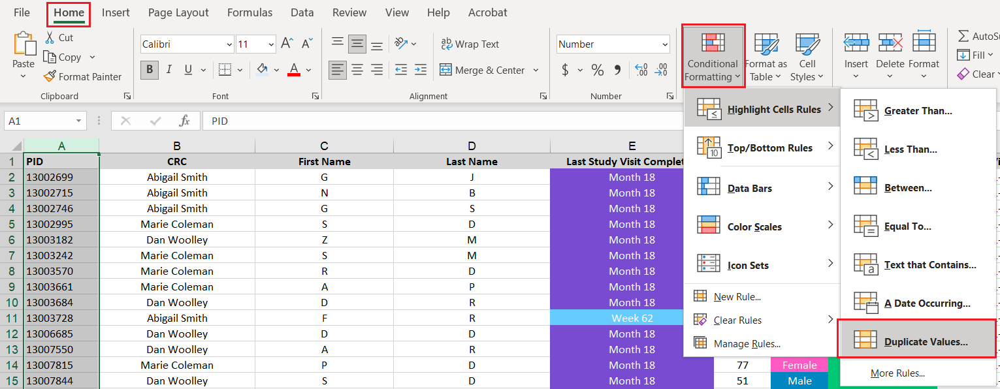 File Home Insert Page Layout Formulas Data Review View Help Acrobat
Paste
Cut
Copy
Format Painter
Clipboard
Calibri 11
B I U
Font
Wrap Text
Merge & Center
Alignment
Number
$ % 9
Number
Conditional Formatting
Format as Table
Cell Styles
Insert Delete Format
Fill
Clear
A1 fx PID
A B C D E
1 PID CRC First Name Last Name
2 13002699 Abigail Smith G J Month 18
3 13002715 Abigail Smith N B Month 18
4 13002746 Abigail Smith G S Month 18
5 13002995 Marie Coleman S D Month 18
6 13003182 Dan Woolley Z M Month 18
7 13003242 Marie Coleman S M Month 18
8 13003570 Marie Coleman R D Month 18
9 13003661 Marie Coleman A P Month 18
10 13003684 Dan Woolley D R Month 18
11 13003728 Abigail Smith F R Week 62
12 13006685 Dan Woolley D D Month 18
13 13007550 Dan Woolley A R Month 18
14 13007815 Marie Coleman P D Month 18 77 Female
15 13007844 Dan Woolley S D Month 18 51 Male
Highlight Cells Rules
Top/Bottom Rules
Data Bars
Color Scales
Icon Sets
New Rule...
Clear Rules
Manage Rules...
Greater Than...
Less Than...
Between...
Equal To...
Text that Contains...
A Date Occurring...
Duplicate Values...
More Rules...